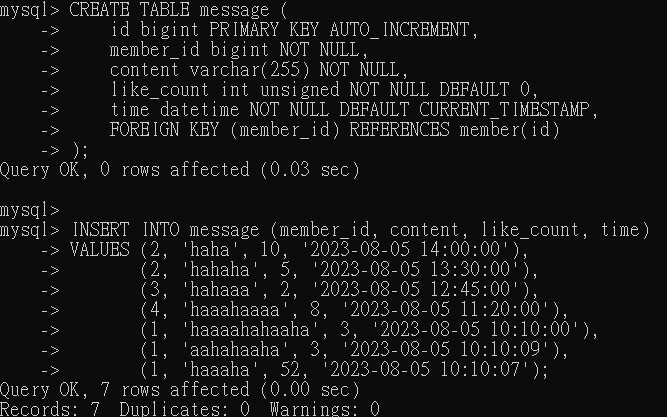 mysql> CREATE TABLE message (
    ->     id bigint PRIMARY KEY AUTO_INCREMENT,
    ->     member_id bigint NOT NULL,
    ->     content varchar(255) NOT NULL,
    ->     like_count int unsigned NOT NULL DEFAULT 0,
    ->     time datetime NOT NULL DEFAULT CURRENT_TIMESTAMP,
    ->     FOREIGN KEY (member_id) REFERENCES member(id)
    -> );
Query OK, 0 rows affected (0.03 sec)

mysql>
mysql> INSERT INTO message (member_id, content, like_count, time)
    -> VALUES (2, 'haha', 10, '2023-08-05 14:00:00'),
    ->        (2, 'hahaha', 5, '2023-08-05 13:30:00'),
    ->        (3, 'hahaaa', 2, '2023-08-05 12:45:00'),
    ->        (4, 'haaaahaaaa', 8, '2023-08-05 11:20:00'),
    ->        (1, 'haaaahahaaha', 3, '2023-08-05 10:10:00'),
    ->        (1, 'aahahaaha', 3, '2023-08-05 10:10:09'),
    ->        (1, 'haaaha', 52, '2023-08-05 10:10:07');
Query OK, 7 rows affected (0.00 sec)
Records: 7  Duplicates: 0  Warnings: 0